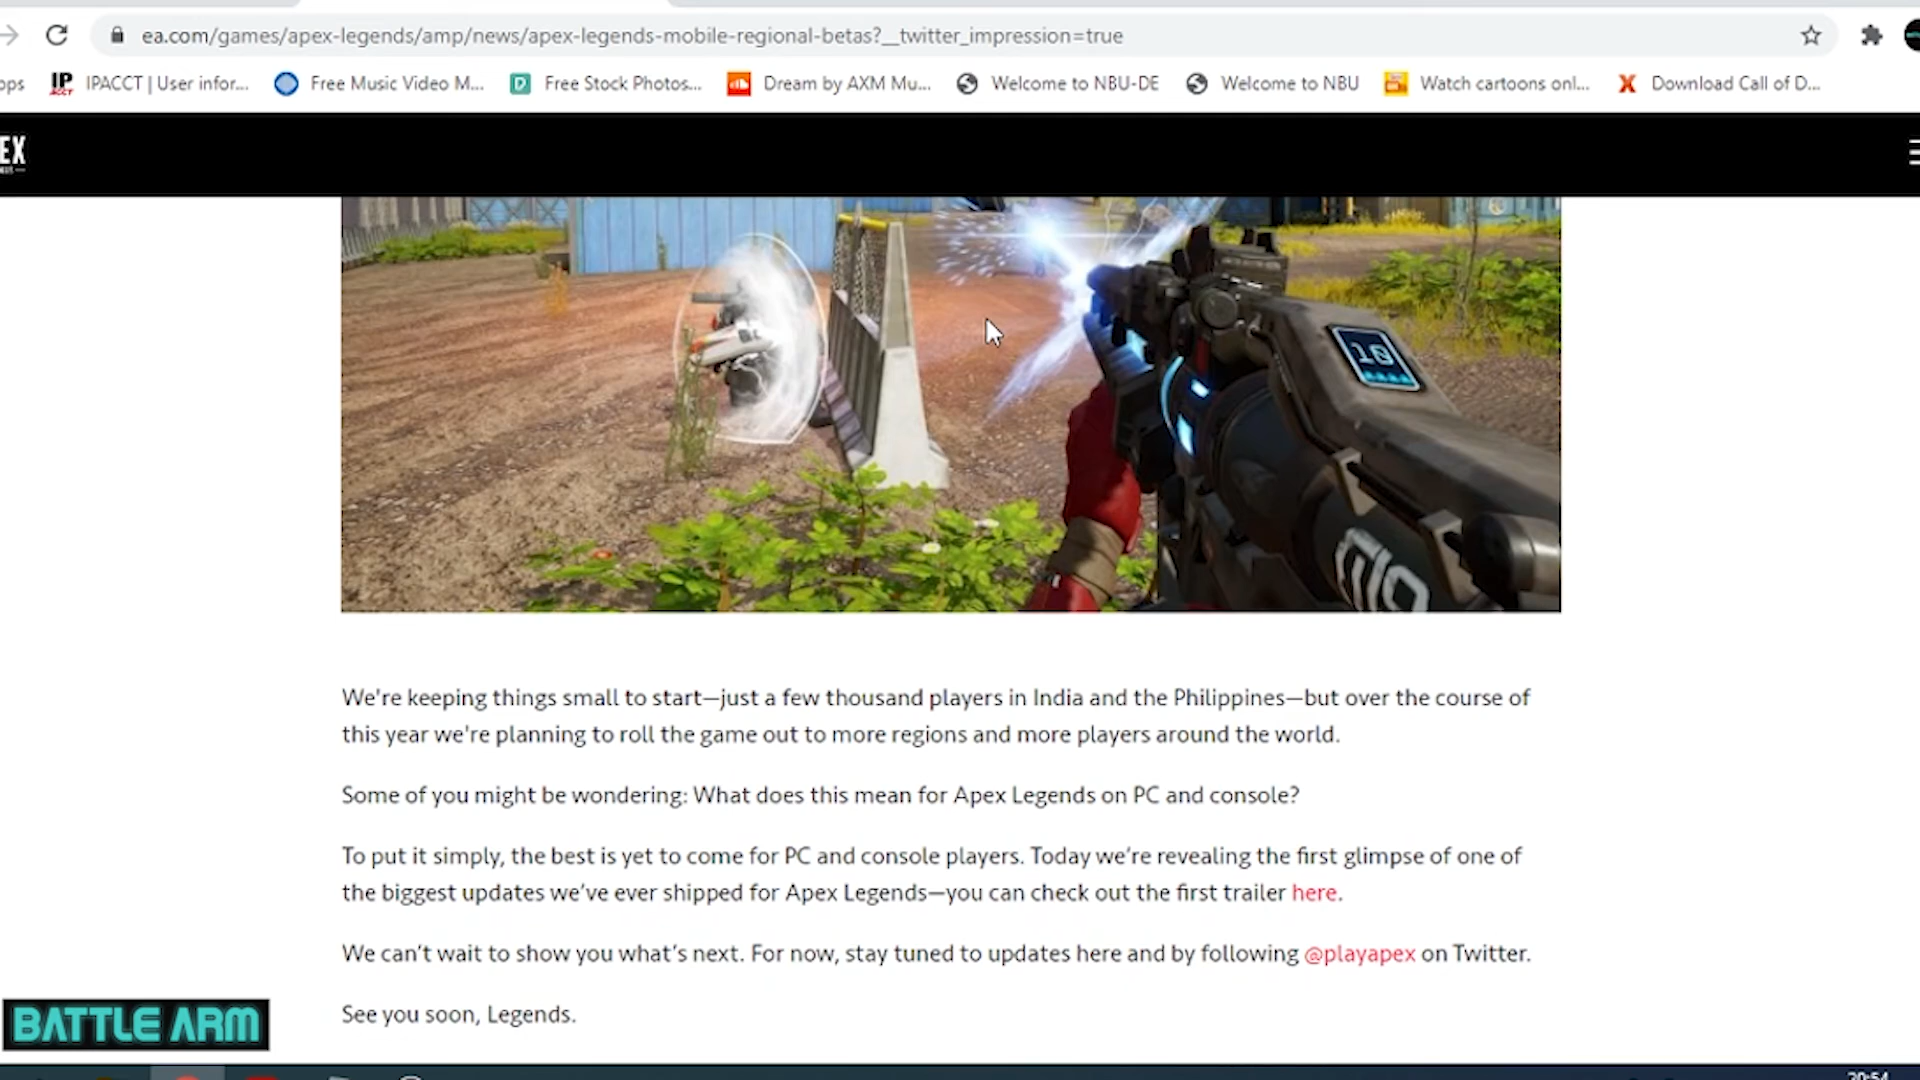 ea.com/games/apex-legends/amp/news/apex-legends-mobile-regional-betas?__twitter_impression=true
ops IP ACCT IPACCT | User infor... Free Music Video M... D Free Stock Photos... Dream by AXM Mu... Welcome to NBU-DE Welcome to NBU Watch cartoons onl... X Download Call of D...
EX
10
We're keeping things small to start—just a few thousand players in India and the Philippines—but over the course of
this year we're planning to roll the game out to more regions and more players around the world.
Some of you might be wondering: What does this mean for Apex Legends on PC and console?
To put it simply, the best is yet to come for PC and console players. Today we're revealing the first glimpse of one of
the biggest updates we've ever shipped for Apex Legends—you can check out the first trailer here.
We can't wait to show you what's next. For now, stay tuned to updates here and by following @playapex on Twitter.
BATTLE ARM
See you soon, Legends.
20:54